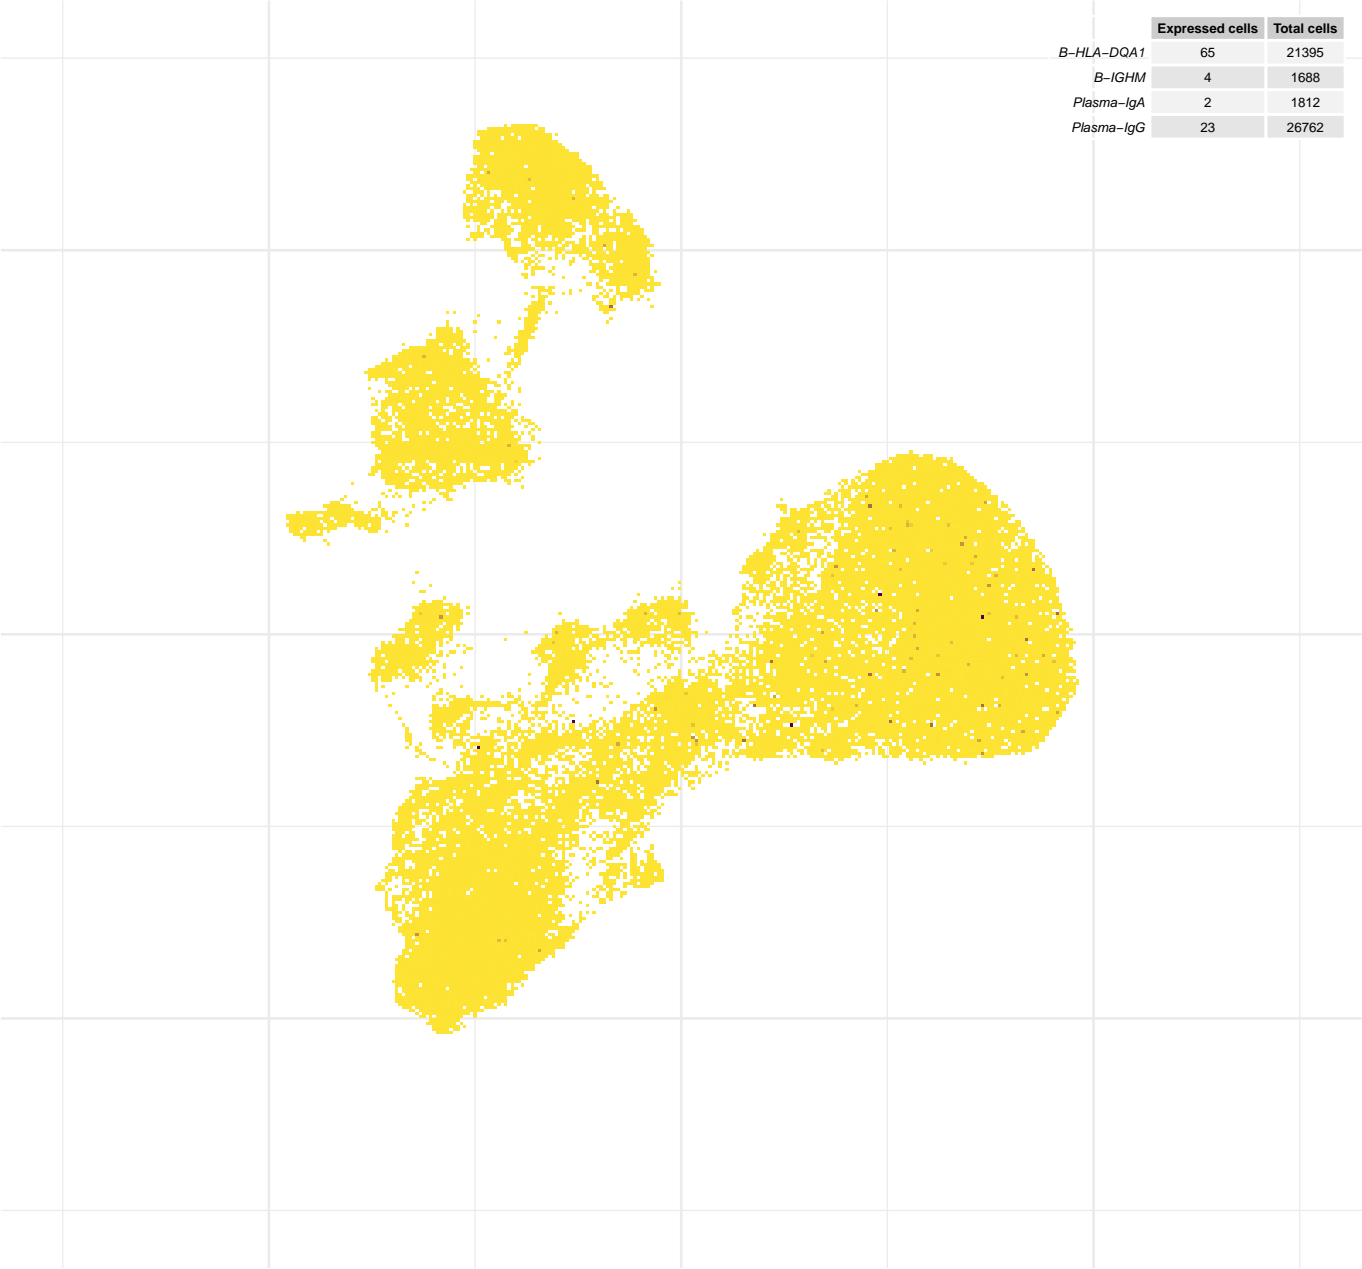 Expressed cells Total cells
B−HLA−DQA1 65 21395
B−IGHM 4 1688
Plasma−IgA 2 1812
Plasma−IgG 23 26762